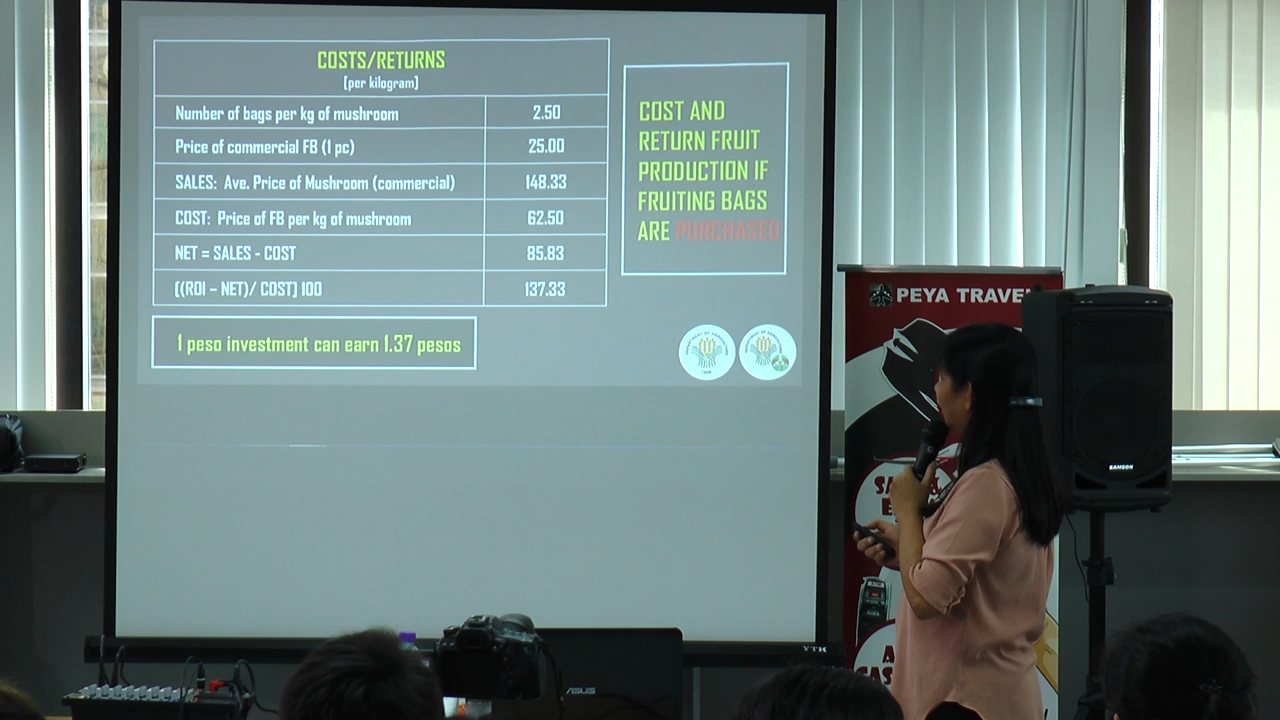 COSTS/RETURNS
[per kilogram]
Number of bags per kg of mushroom 2.50
Price of commercial FB (1 pc) 25.00
SALES: Ave. Price of Mushroom (commercial) 148.33
COST: Price of FB per kg of mushroom 62.50
NET = SALES - COST 85.83
[((ROI – NET)/ COST] 100 137.33
1 peso investment can earn 1.37 pesos
COST AND
RETURN FRUIT
PRODUCTION IF
FRUITING BAGS
ARE PURCHASED
PEYA TRAVEL
SAMSON
YTK
ASUS